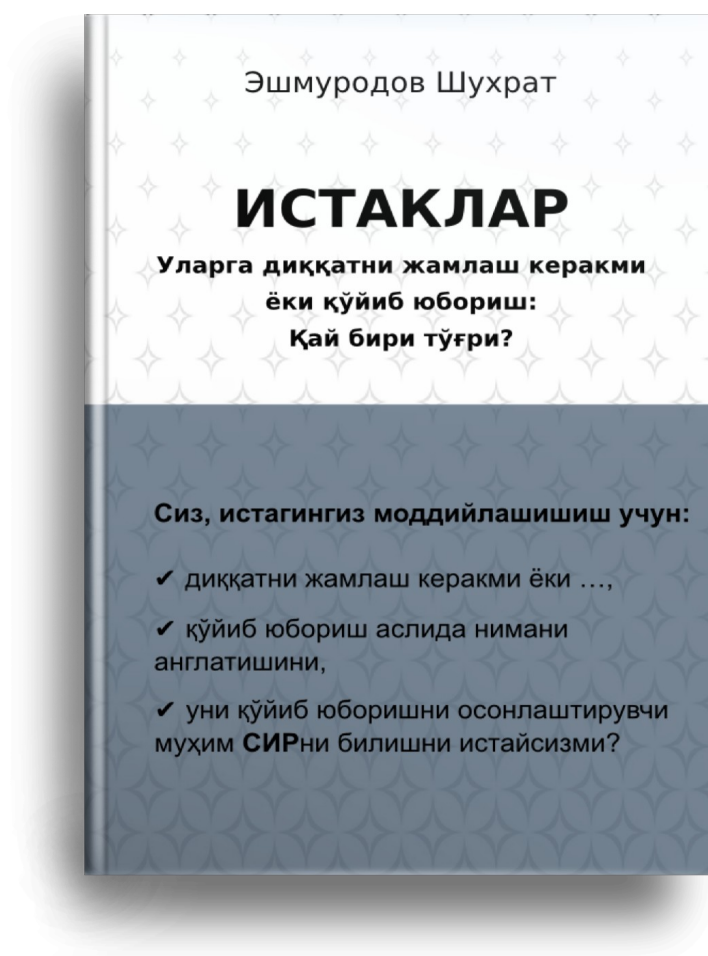 Эшмуродов Шухрат
ИСТАКЛАР
Уларга диққатни жамлаш керакми
ёки қўйиб юбориш:
Қай бири тўғри?
Сиз, истагингиз моддийлашишиш учун:
✔ диққатни жамлаш керакми ёки …,
✔ қўйиб юбориш аслида нимани
англатишини,
✔ уни қўйиб юборишни осонлаштирувчи
муҳим СИРни билишни истайсизми?